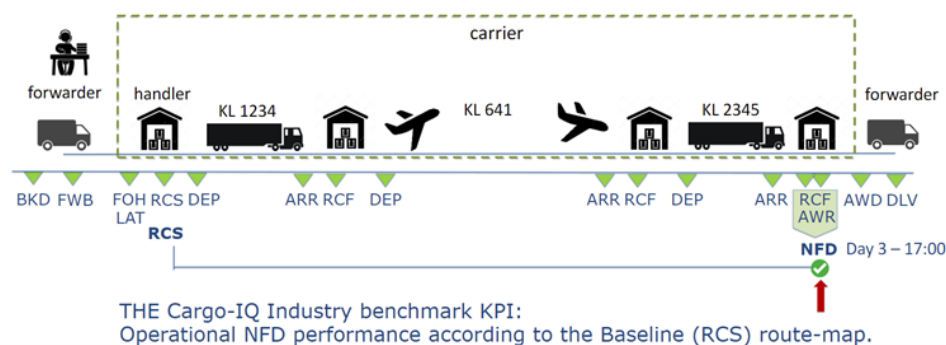 carrier
forwarder
handler
KL 1234
KL 641
KL 2345
forwarder
BKD FWB FOH RCS DEP ARR RCF DEP ARR RCF DEP ARR RCF AWD DLV
LAT AWR
RCS
NFD Day 3 – 17:00
THE Cargo-IQ Industry benchmark KPI:
Operational NFD performance according to the Baseline (RCS) route-map.